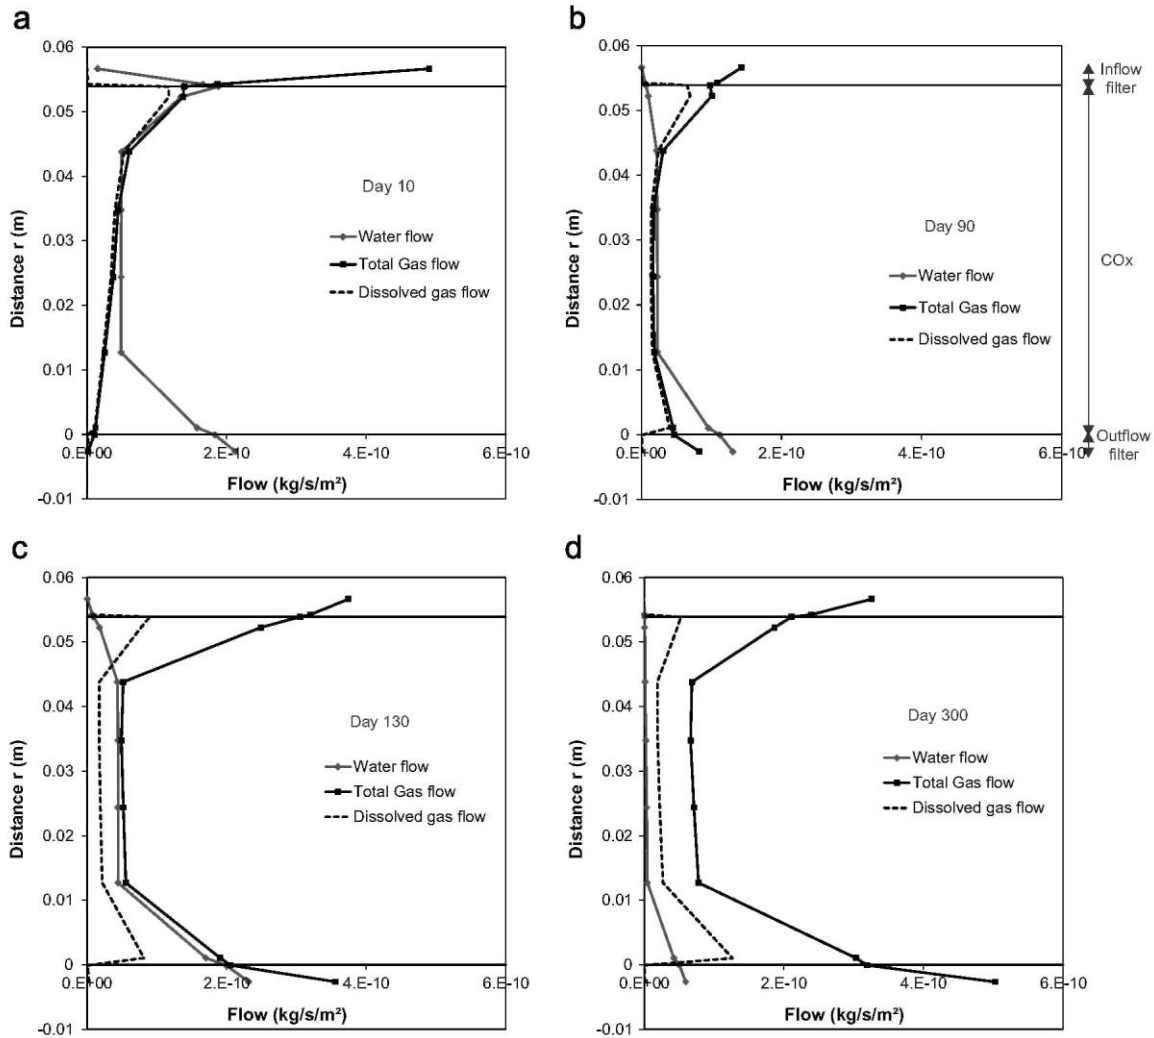 a
0.06
0.05
0.04
0.03
0.02
0.01
0
-0.01
Distance r (m)
Day 10
Water flow
Total Gas flow
Dissolved gas flow
0.E+00
2.E-10
4.E-10
6.E-10
Flow (kg/s/m²)
b
0.06
0.05
0.04
0.03
0.02
0.01
0
-0.01
Distance r (m)
Day 90
Water flow
Total Gas flow
Dissolved gas flow
0.E+00
2.E-10
4.E-10
6.E-10
Flow (kg/s/m²)
Inflow
filter
COx
Outflow
filter
c
0.06
0.05
0.04
0.03
0.02
0.01
0
-0.01
Distance r (m)
Day 130
Water flow
Total Gas flow
Dissolved gas flow
0.E+00
2.E-10
4.E-10
6.E-10
Flow (kg/s/m²)
d
0.06
0.05
0.04
0.03
0.02
0.01
0
-0.01
Distance r (m)
Day 300
Water flow
Total Gas flow
Dissolved gas flow
0.E+00
2.E-10
4.E-10
6.E-10
Flow (kg/s/m²)